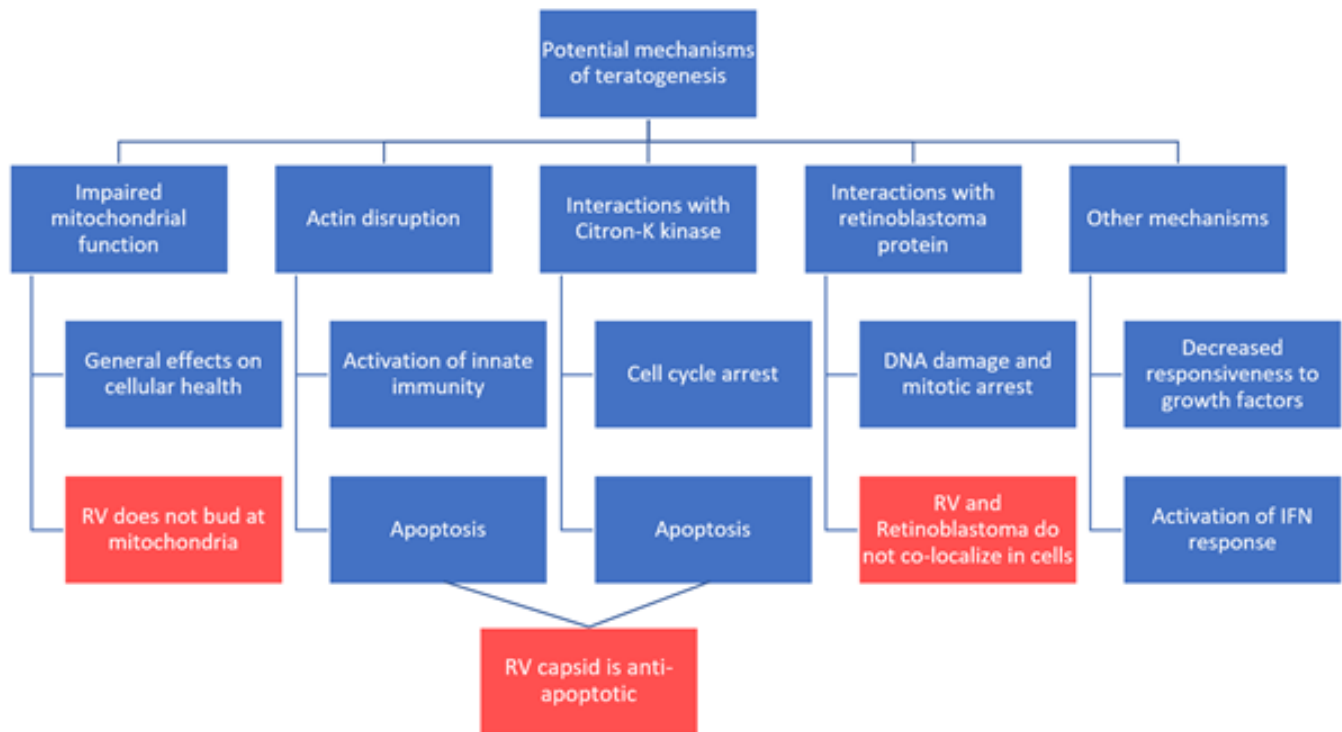 Potential mechanisms
of teratogenesis
Impaired
mitochondrial
function
Actin disruption
Interactions with
Citron-K kinase
Interactions with
retinoblastoma
protein
Other mechanisms
General effects on
cellular health
Activation of innate
immunity
Cell cycle arrest
DNA damage and
mitotic arrest
Decreased
responsiveness to
growth factors
RV does not bud at
mitochondria
Apoptosis
Apoptosis
RV and
Retinoblastoma do
not co-localize in cells
Activation of IFN
response
RV capsid is anti-
apoptotic